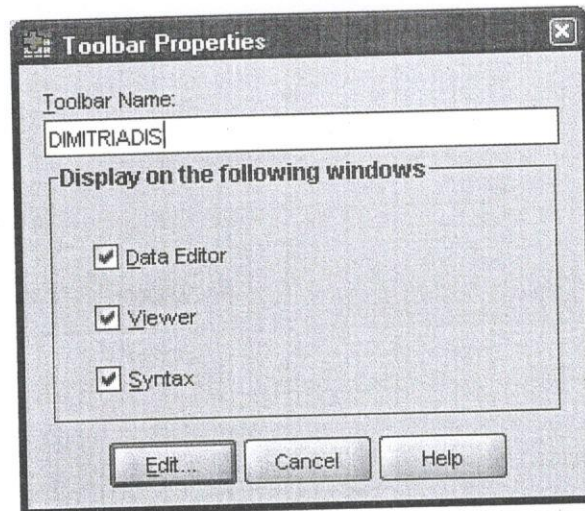 Toolbar Properties
Toolbar Name:
DIMITRIADIS
Display on the following windows
Data Editor
Viewer
Syntax
Edit... Cancel Help